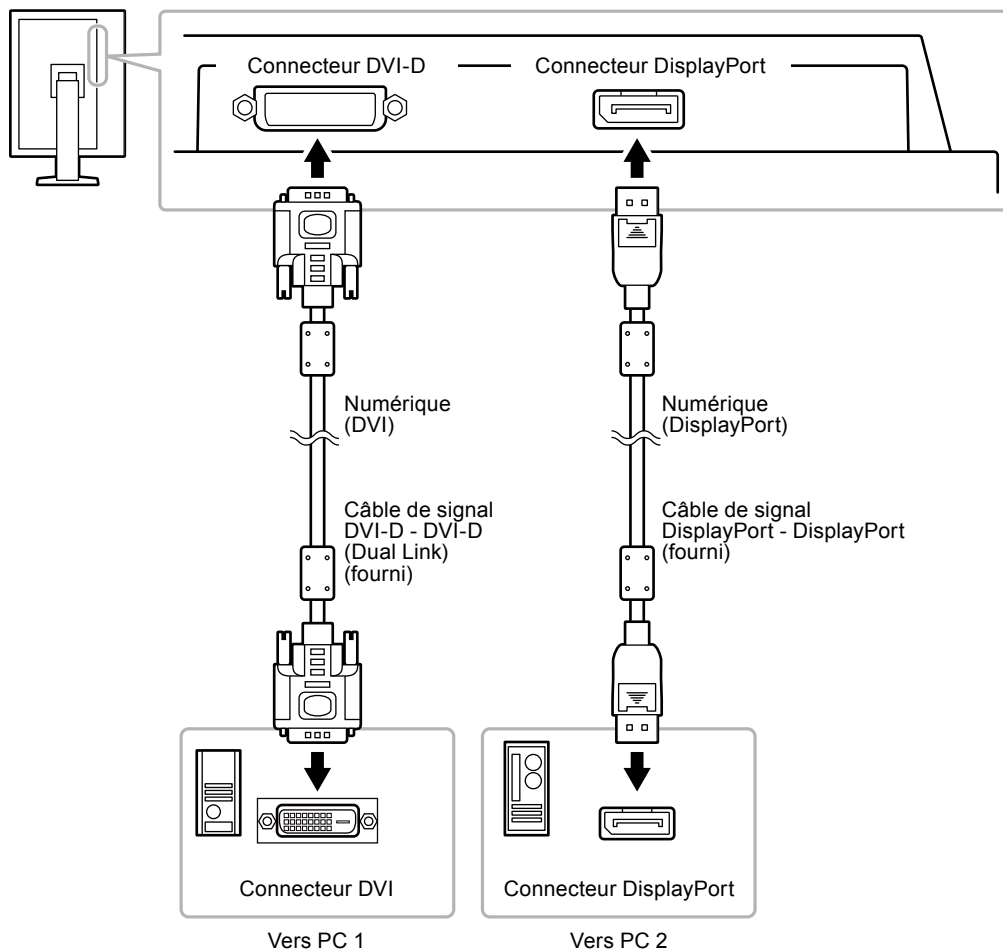 Connecteur DVI-D
Connecteur DisplayPort
Numérique
(DVI)
Numérique
(DisplayPort)
Câble de signal
DVI-D - DVI-D
(Dual Link)
(fourni)
Câble de signal
DisplayPort - DisplayPort
(fourni)
Connecteur DVI
Connecteur DisplayPort
Vers PC 1
Vers PC 2